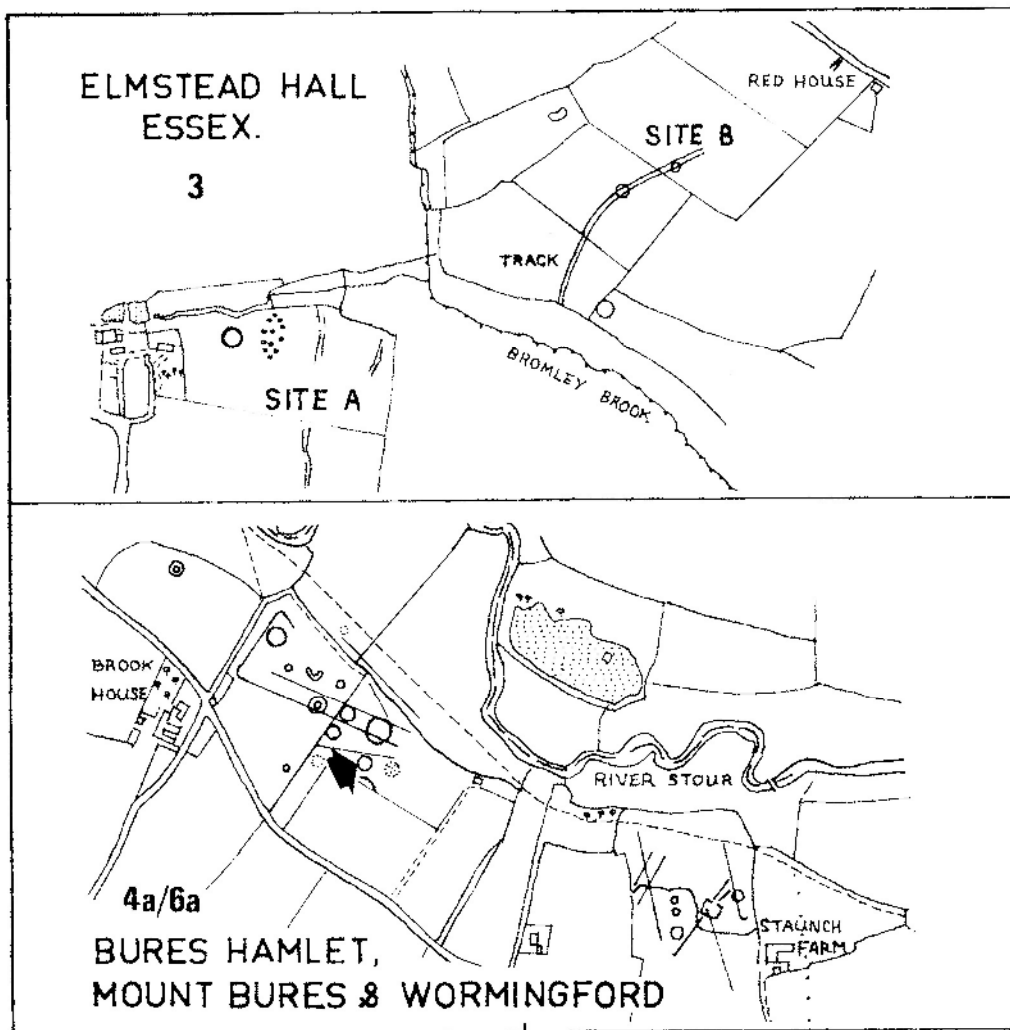 ELMSTEAD HALL
ESSEX.
3
RED HOUSE
SITE B
TRACK
BROMLEY BROOK
SITE A
BROOK
HOUSE
RIVER STOUR
4a/6a
STAUNCH
FARM
BURES HAMLET,
MOUNT BURES & WORMINGFORD